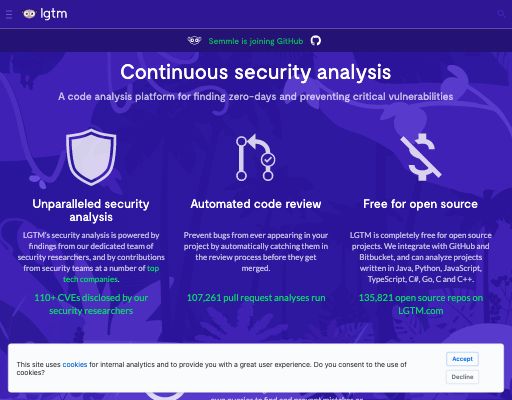 lgtm
Semmle is joining GitHub
Continuous security analysis
A code analysis platform for finding zero-days and preventing critical vulnerabilities
Unparalleled security
analysis
LGTM's security analysis is powered by
findings from our dedicated team of
security researchers, and by contributions
from security teams at a number of top
tech companies.
110+ CVEs disclosed by our
security researchers
Automated code review
Prevent bugs from ever appearing in your
project by automatically catching them in
the review process before they get
merged.
107,261 pull request analyses run
Free for open source
LGTM is completely free for open source
projects. We integrate with GitHub and
Bitbucket, and can analyze projects
written in Java, Python, JavaScript,
TypeScript, C#, Go, C and C++.
135,821 open source repos on
LGTM.com
This site uses cookies for internal analytics and to provide you with a great user experience. Do you consent to the use of
cookies?
Accept
Decline